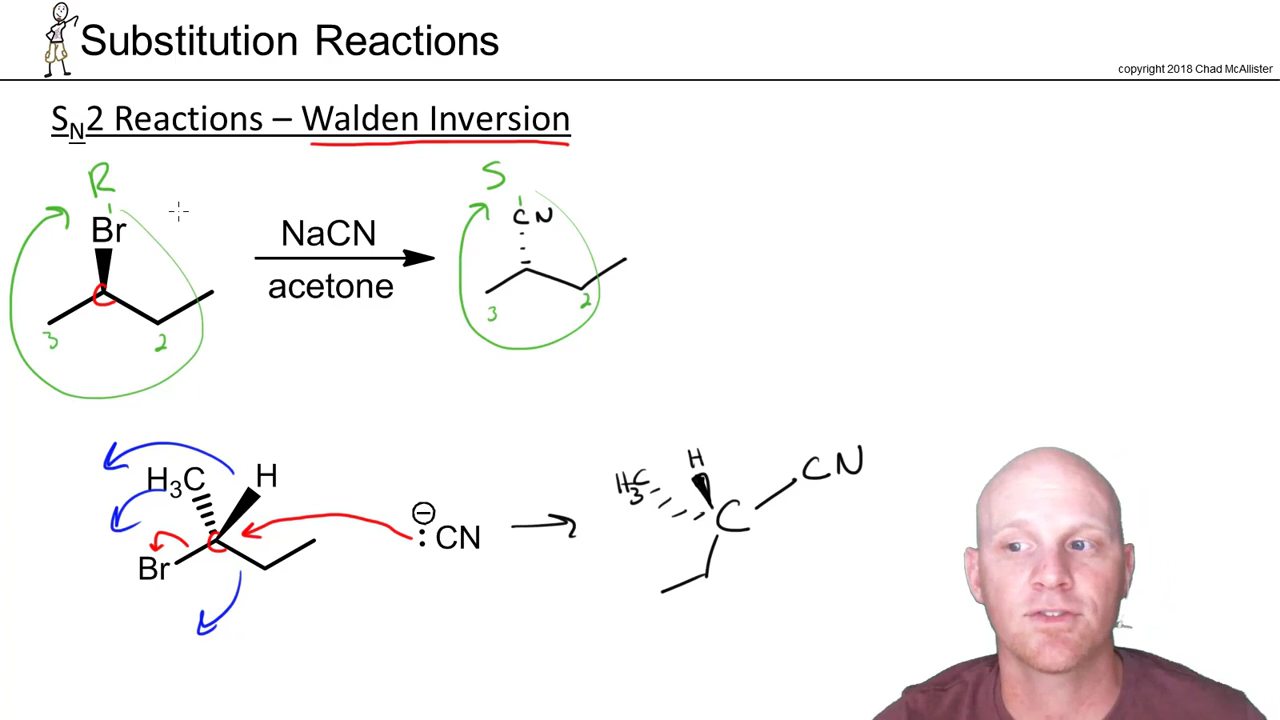 Substitution Reactions
copyright 2018 Chad McAllister
SN2 Reactions – Walden Inversion
R
S
Br
CN
NaCN
acetone
3
2
3
2
H3C
H
Br
C
⊖
:CN
H3C
H
C
CN